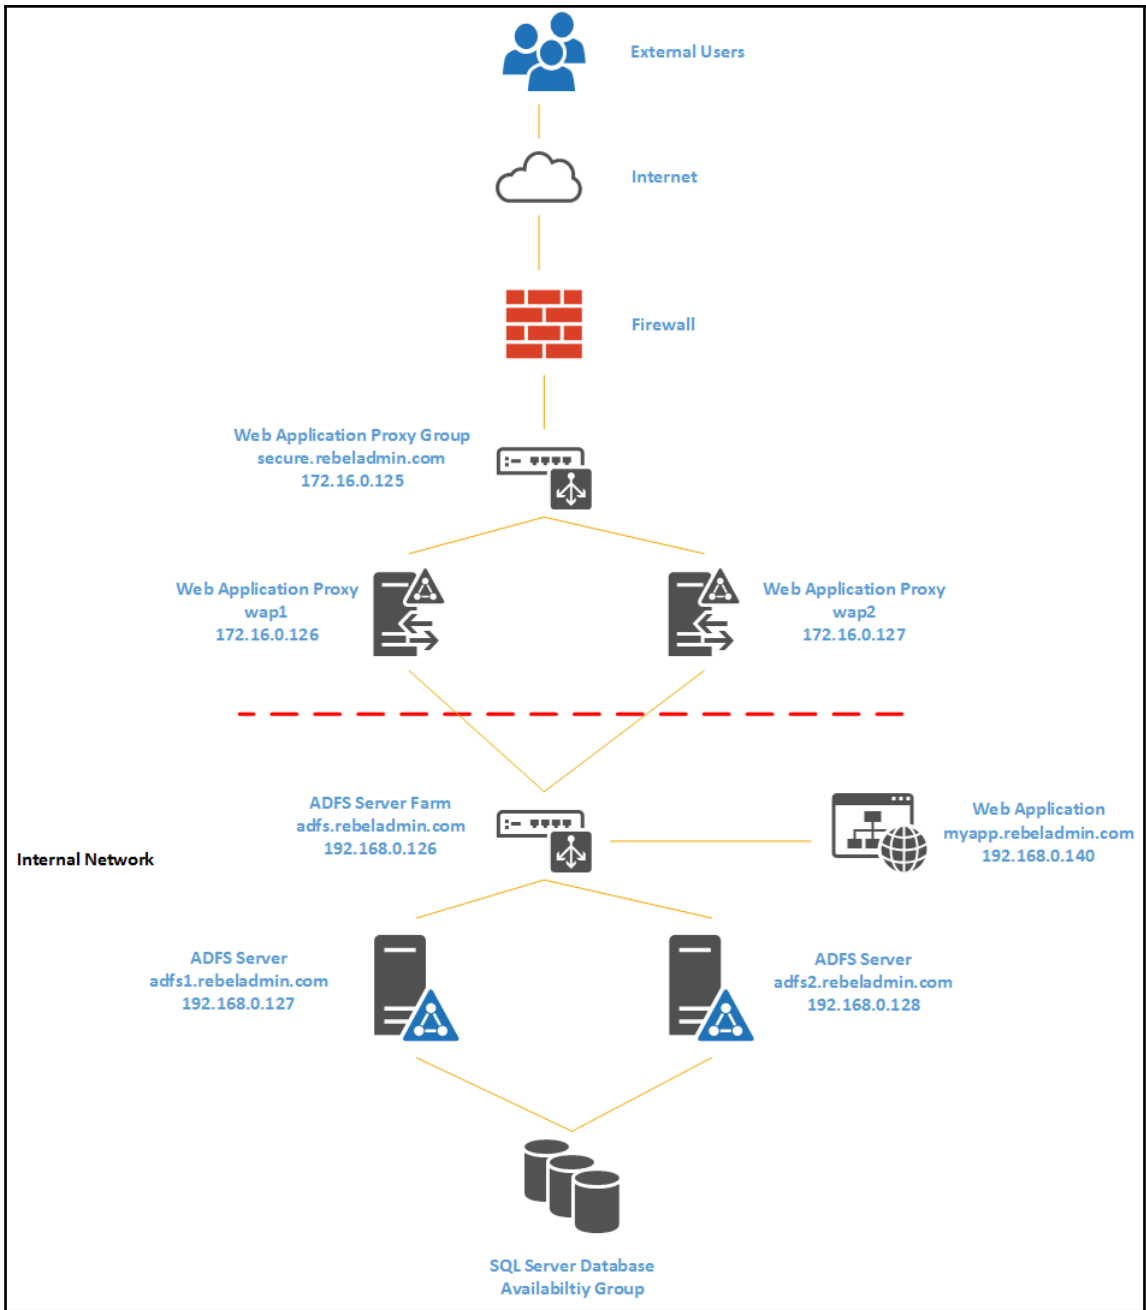 External Users
Internet
Firewall
Web Application Proxy Group
secure.rebeladmin.com
172.16.0.125
Web Application Proxy
wap1
172.16.0.126
Web Application Proxy
wap2
172.16.0.127
ADFS Server Farm
adfs.rebeladmin.com
192.168.0.126
Web Application
myapp.rebeladmin.com
192.168.0.140
Internal Network
ADFS Server
adfs1.rebeladmin.com
192.168.0.127
ADFS Server
adfs2.rebeladmin.com
192.168.0.128
SQL Server Database
Availabiltiy Group